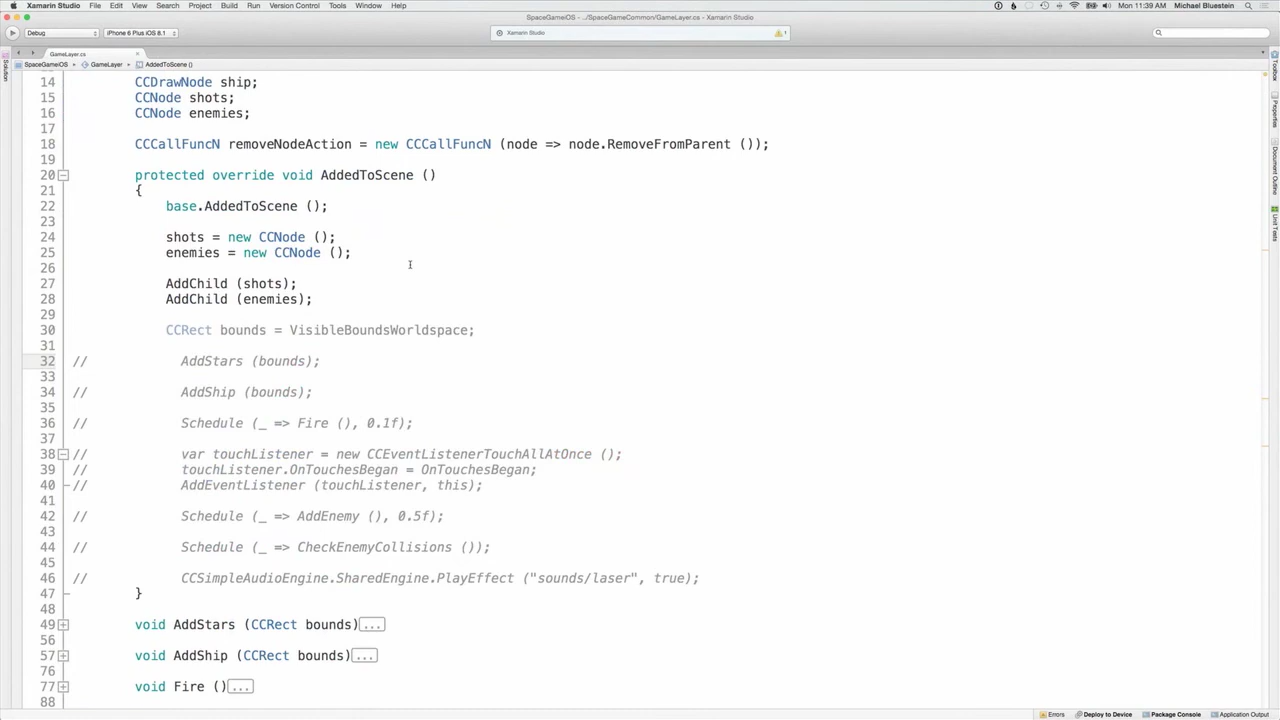 Xamarin Studio File Edit View Search Project Build Run Version Control Tools Window Help Mon 11:39 AM Michael Bluestein
SpaceGameiOS - ../SpaceGameCommon/GameLayer.cs - Xamarin Studio
Debug iPhone 6 Plus iOS 8.1 Xamarin Studio 1
GameLayer.cs
SpaceGameiOS GameLayer AddedToScene ()
Solution
Toolbox
Properties
Document Outline
Unit Tests
14 CCDrawNode ship;
15 CCNode shots;
16 CCNode enemies;
17
18 CCCallFuncN removeNodeAction = new CCCallFuncN (node => node.RemoveFromParent ());
19
20 protected override void AddedToScene ()
21 {
22 base.AddedToScene ();
23
24 shots = new CCNode ();
25 enemies = new CCNode ();
26
27 AddChild (shots);
28 AddChild (enemies);
29
30 CCRect bounds = VisibleBoundsWorldspace;
31
32 // AddStars (bounds);
33
34 // AddShip (bounds);
35
36 // Schedule (_ => Fire (), 0.1f);
37
38 // var touchListener = new CCEventListenerTouchAllAtOnce ();
39 // touchListener.OnTouchesBegan = OnTouchesBegan;
40 // AddEventListener (touchListener, this);
41
42 // Schedule (_ => AddEnemy (), 0.5f);
43
44 // Schedule (_ => CheckEnemyCollisions ());
45
46 // CCSimpleAudioEngine.SharedEngine.PlayEffect ("sounds/laser", true);
47 }
48
49 void AddStars (CCRect bounds)...
56
57 void AddShip (CCRect bounds)...
76
77 void Fire ()...
88
Errors Deploy to Device Package Console Application Output